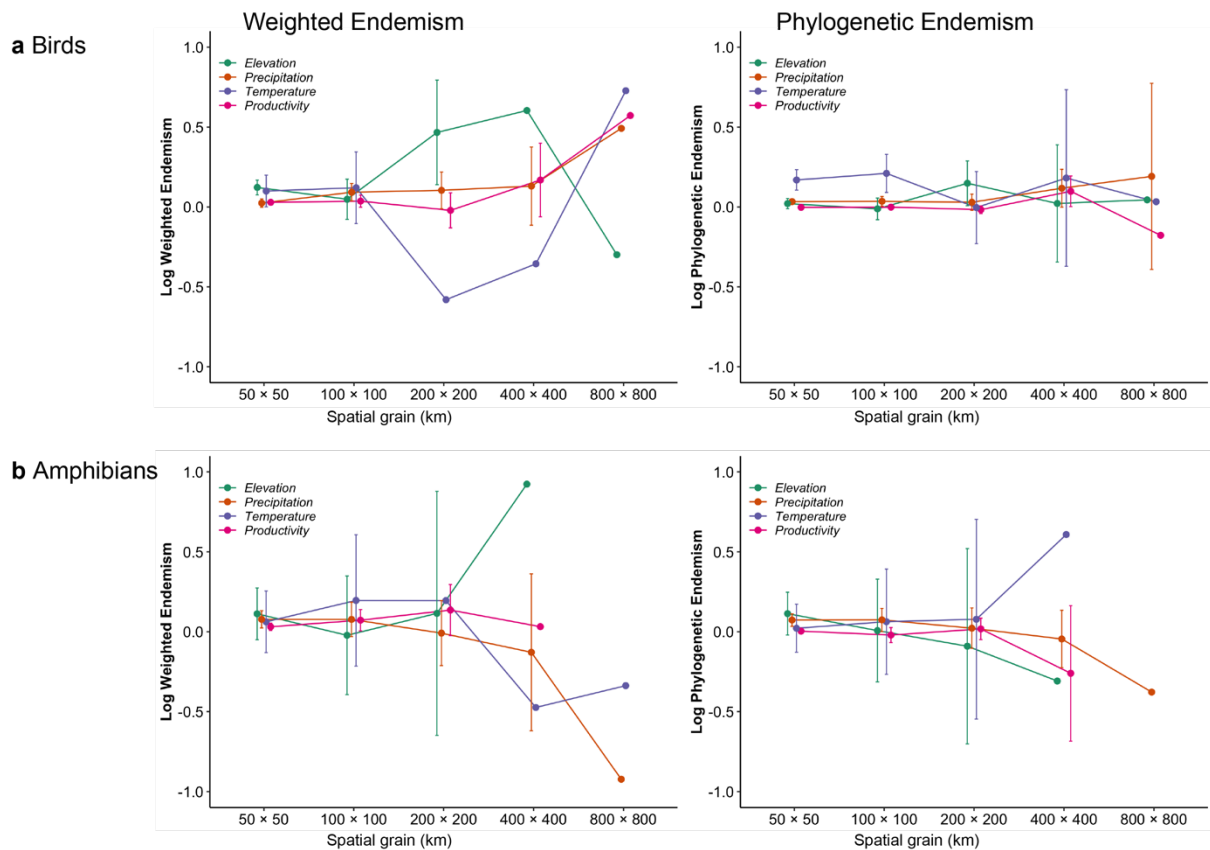 Weighted Endemism
Phylogenetic Endemism
a Birds
1.0
0.5
0.0
-0.5
-1.0
Log Weighted Endemism
Elevation
Precipitation
Temperature
Productivity
50 × 50
100 × 100
200 × 200
400 × 400
800 × 800
Spatial grain (km)
1.0
0.5
0.0
-0.5
-1.0
Log Phylogenetic Endemism
Elevation
Precipitation
Temperature
Productivity
50 × 50
100 × 100
200 × 200
400 × 400
800 × 800
Spatial grain (km)
b Amphibians
1.0
0.5
0.0
-0.5
-1.0
Log Weighted Endemism
Elevation
Precipitation
Temperature
Productivity
50 × 50
100 × 100
200 × 200
400 × 400
800 × 800
Spatial grain (km)
1.0
0.5
0.0
-0.5
-1.0
Log Phylogenetic Endemism
Elevation
Precipitation
Temperature
Productivity
50 × 50
100 × 100
200 × 200
400 × 400
800 × 800
Spatial grain (km)